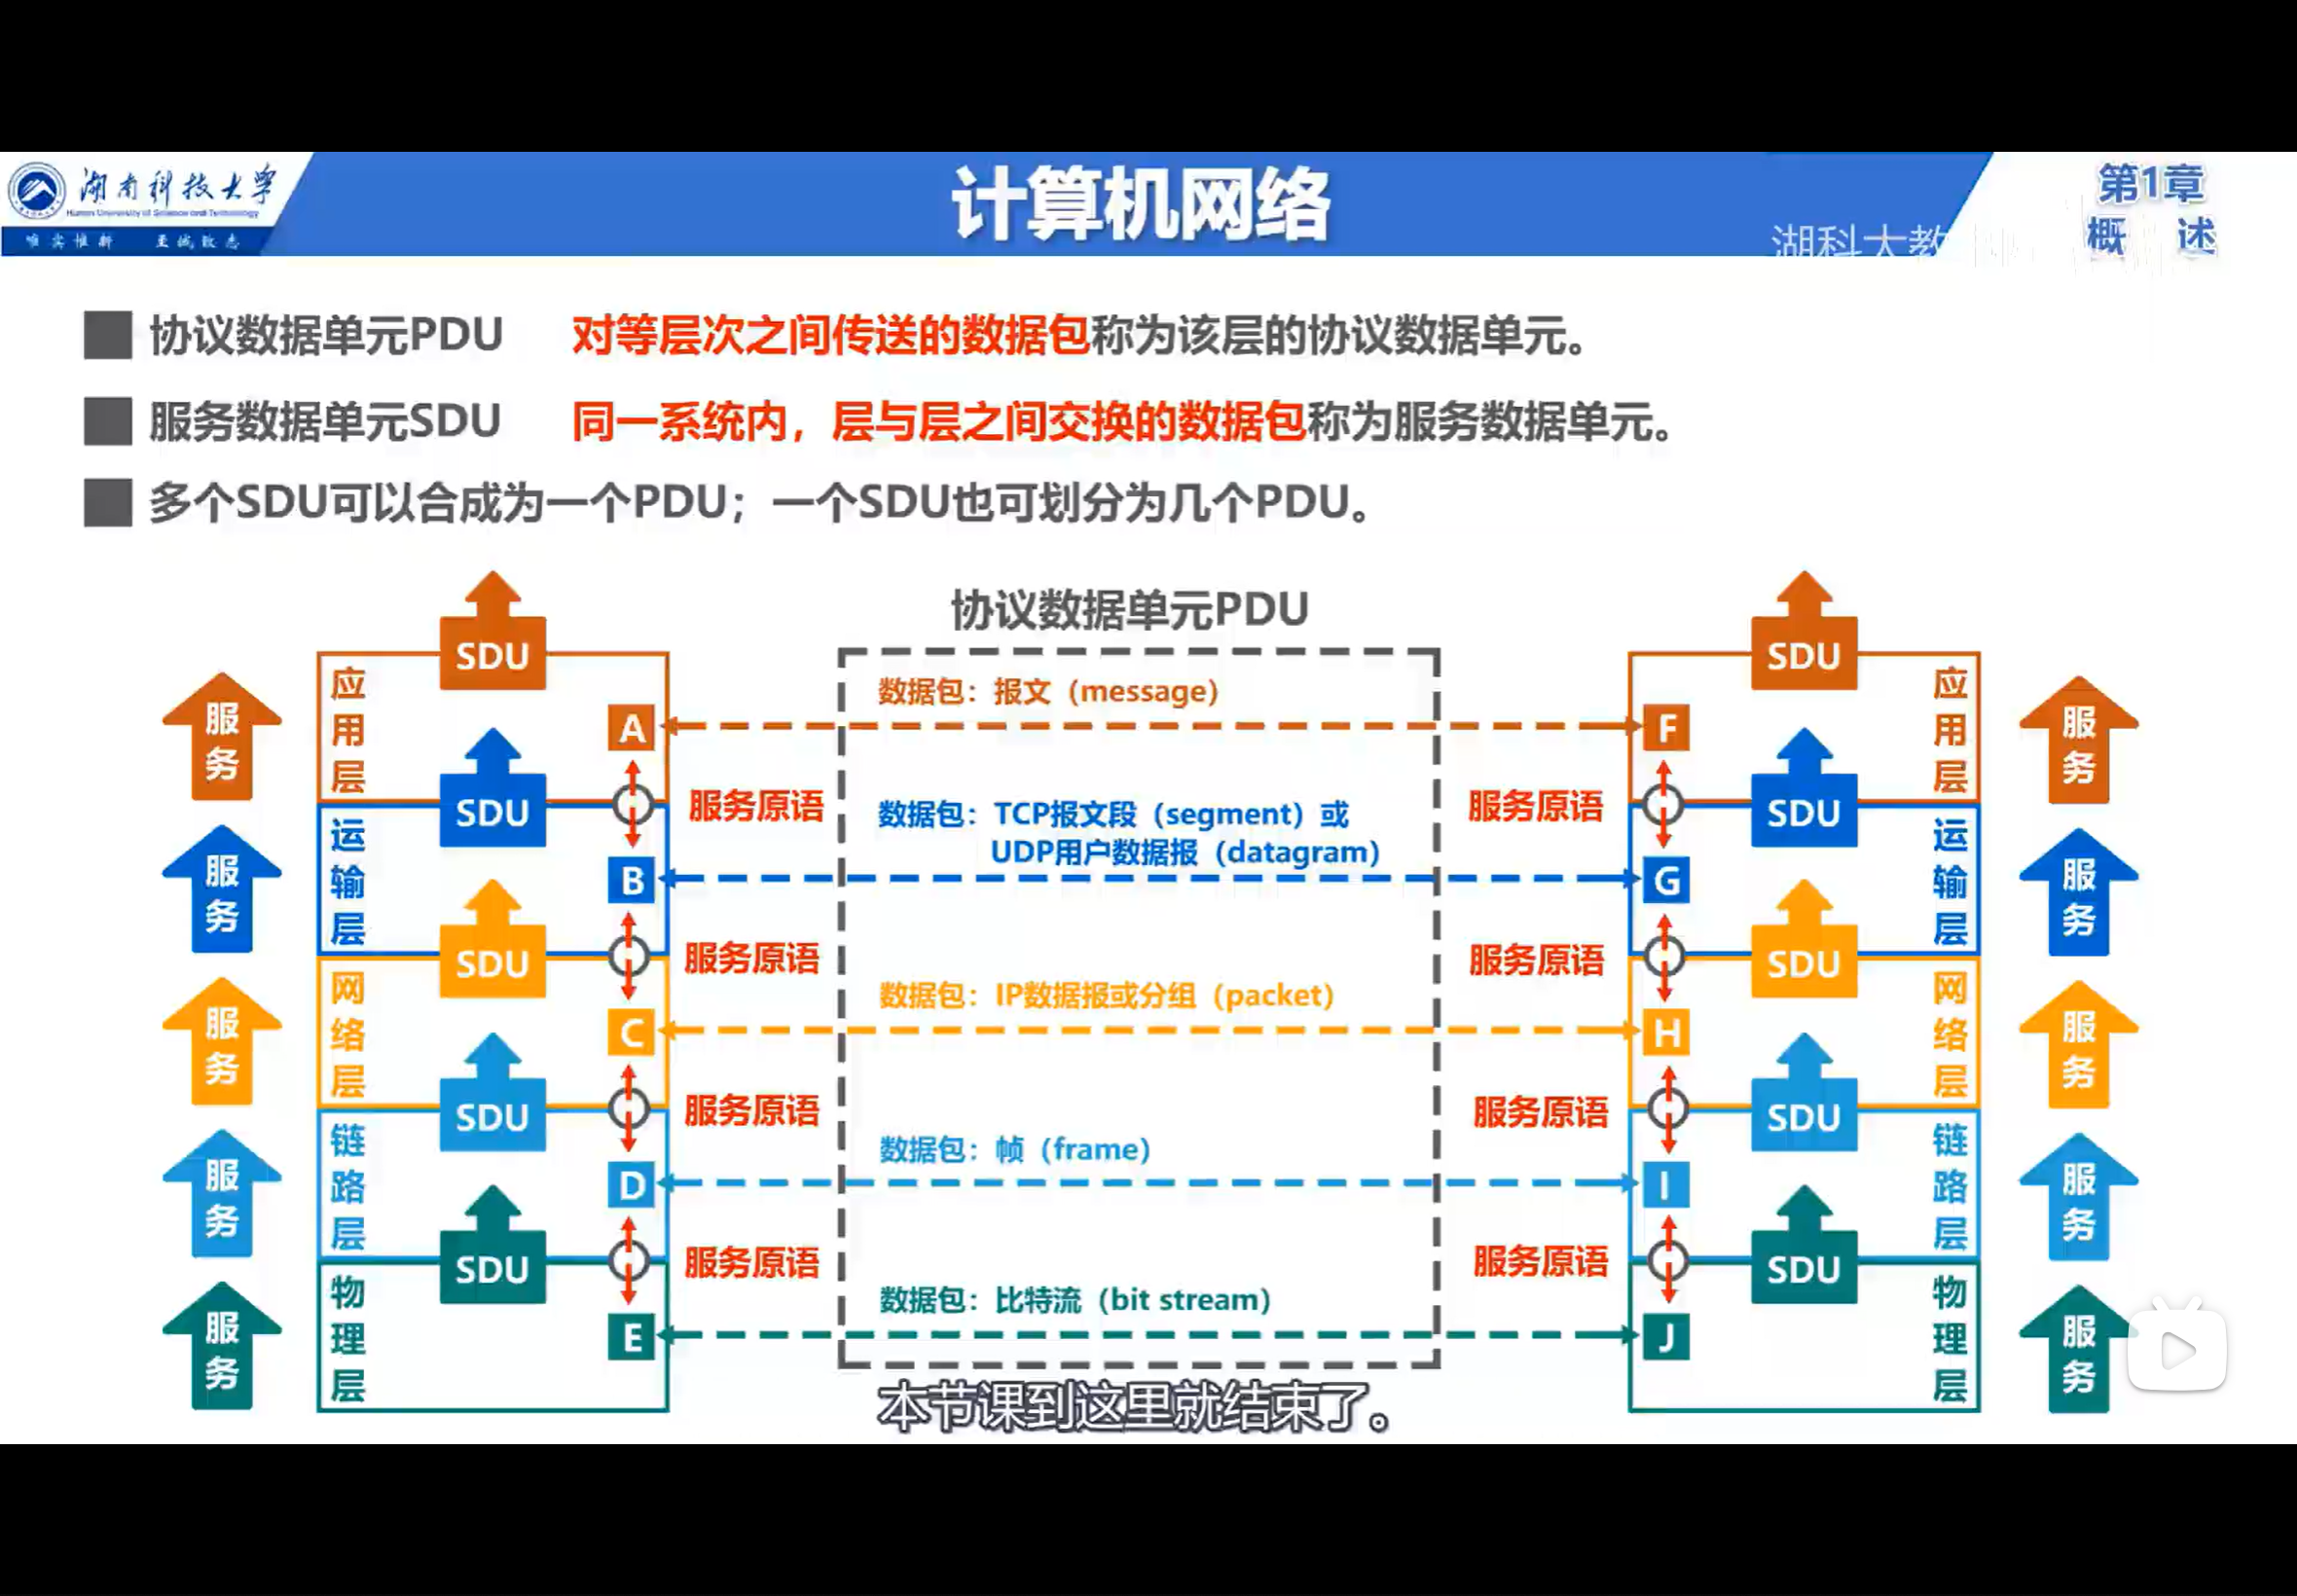 湖南科技大学
Hunan University of Science and Technology
唯实惟新 至诚致志
计算机网络
第1章
概 述
湖科大教
协议数据单元PDU 对等层次之间传送的数据包称为该层的协议数据单元。
服务数据单元SDU 同一系统内，层与层之间交换的数据包称为服务数据单元。
多个SDU可以合成为一个PDU；一个SDU也可划分为几个PDU。
协议数据单元PDU
服务
服务
服务
服务
服务
应用层
运输层
网络层
链路层
物理层
SDU
SDU
SDU
SDU
SDU
A
B
C
D
E
服务原语
服务原语
服务原语
服务原语
数据包：报文（message）
数据包：TCP报文段（segment）或
UDP用户数据报（datagram）
数据包：IP数据报或分组（packet）
数据包：帧（frame）
数据包：比特流（bit stream）
服务原语
服务原语
服务原语
服务原语
F
G
H
I
J
SDU
SDU
SDU
SDU
SDU
应用层
运输层
网络层
链路层
物理层
服务
服务
服务
服务
服务
本节课到这里就结束了。